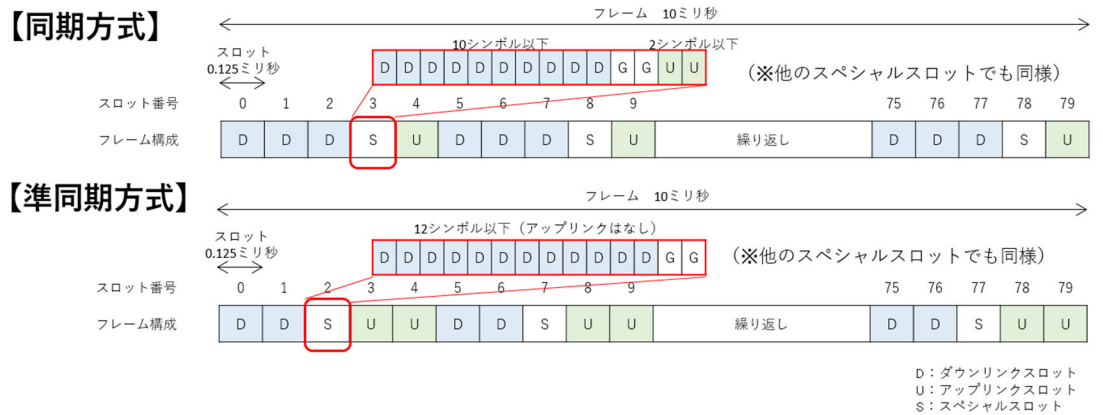 【同期方式】
フレーム 10ミリ秒
スロット
0.125ミリ秒
10シンボル以下
2シンボル以下
D D D D D D D D D D G G U U
(※他のスペシャルスロットでも同様)
スロット番号 0 1 2 3 4 5 6 7 8 9 75 76 77 78 79
フレーム構成 D D D S U D D D S U 繰り返し D D D S U
【準同期方式】
フレーム 10ミリ秒
スロット
0.125ミリ秒
12シンボル以下(アップリンクはなし)
D D D D D D D D D D D D G G
(※他のスペシャルスロットでも同様)
スロット番号 0 1 2 3 4 5 6 7 8 9 75 76 77 78 79
フレーム構成 D D S U U D D S U U 繰り返し D D S U U
D:ダウンリンクスロット
U:アップリンクスロット
S:スペシャルスロット